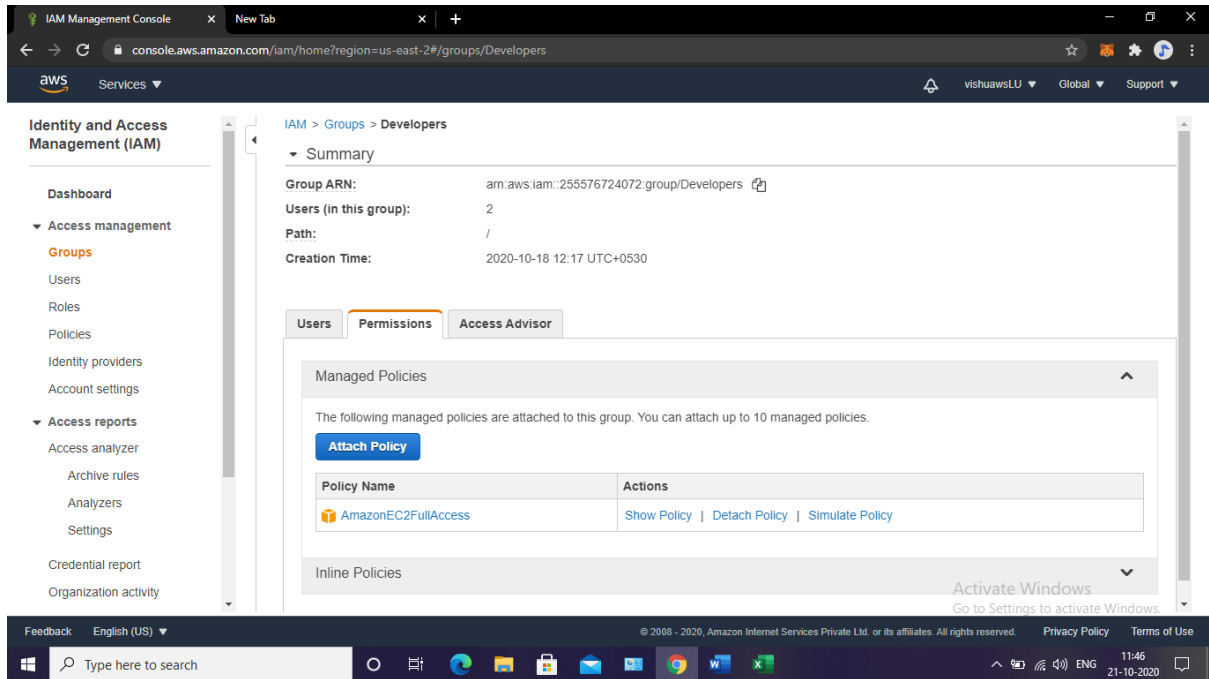 IAM Management Console
New Tab
console.aws.amazon.com/iam/home?region=us-east-2#/groups/Developers
aws
Services
vishuawsLU
Global
Support
Identity and Access
Management (IAM)
Dashboard
Access management
Groups
Users
Roles
Policies
Identity providers
Account settings
Access reports
Access analyzer
Archive rules
Analyzers
Settings
Credential report
Organization activity
IAM > Groups > Developers
Summary
Group ARN: arn:aws:iam::255576724072:group/Developers
Users (in this group): 2
Path: /
Creation Time: 2020-10-18 12:17 UTC+0530
Users Permissions Access Advisor
Managed Policies
The following managed policies are attached to this group. You can attach up to 10 managed policies.
Attach Policy
Policy Name Actions
AmazonEC2FullAccess Show Policy | Detach Policy | Simulate Policy
Inline Policies
Activate Windows
Go to Settings to activate Windows.
Feedback English (US) © 2008 - 2020, Amazon Internet Services Private Ltd. or its affiliates. All rights reserved. Privacy Policy Terms of Use
Type here to search
ENG
11:46
21-10-2020